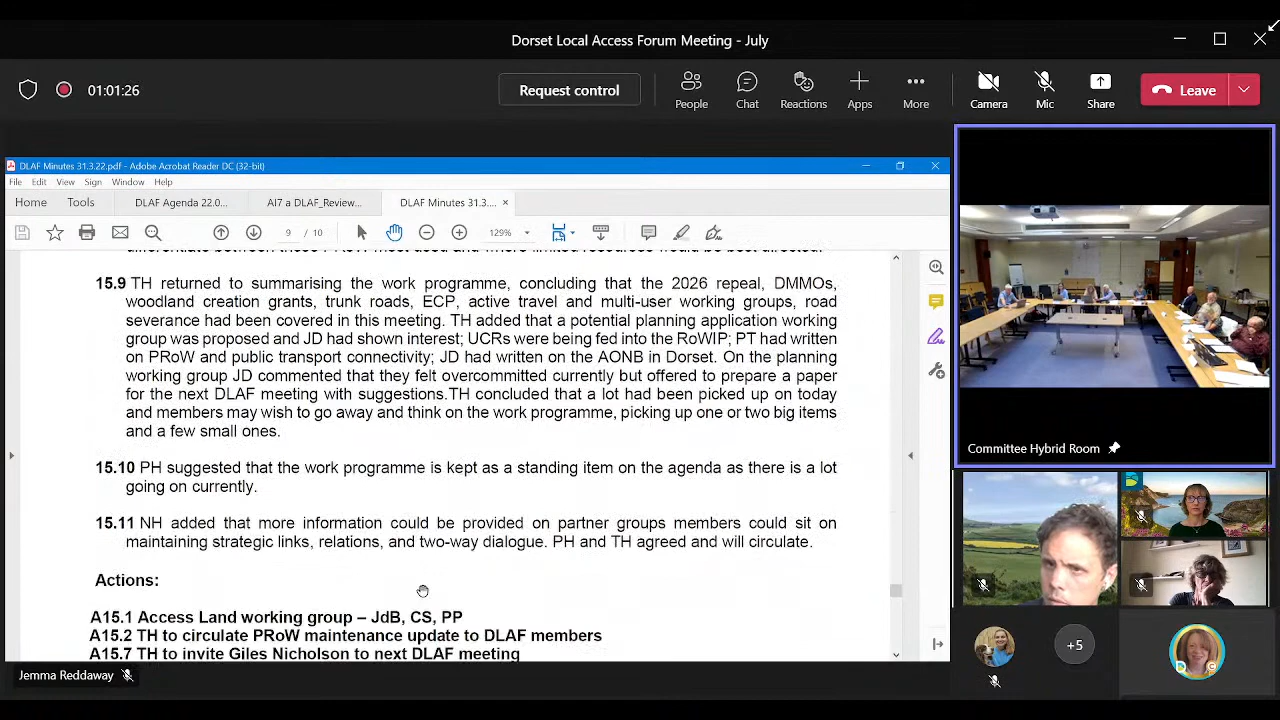 Dorset Local Access Forum Meeting - July
01:01:26
Request control
People
Chat
Reactions
Apps
More
Camera
Mic
Share
Leave
DLAF Minutes 31.3.22.pdf - Adobe Acrobat Reader DC (32-bit)
File Edit View Sign Window Help
Home Tools DLAF Agenda 22.0... AI7 a DLAF_Review... DLAF Minutes 31.3.... ×
9 / 10 129%
15.9 TH returned to summarising the work programme, concluding that the 2026 repeal, DMMOs,
woodland creation grants, trunk roads, ECP, active travel and multi-user working groups, road
severance had been covered in this meeting. TH added that a potential planning application working
group was proposed and JD had shown interest; UCRs were being fed into the RoWIP; PT had written
on PRoW and public transport connectivity; JD had written on the AONB in Dorset. On the planning
working group JD commented that they felt overcommitted currently but offered to prepare a paper
for the next DLAF meeting with suggestions.TH concluded that a lot had been picked up on today
and members may wish to go away and think on the work programme, picking up one or two big items
and a few small ones.
15.10 PH suggested that the work programme is kept as a standing item on the agenda as there is a lot
going on currently.
15.11 NH added that more information could be provided on partner groups members could sit on
maintaining strategic links, relations, and two-way dialogue. PH and TH agreed and will circulate.
Actions:
A15.1 Access Land working group – JdB, CS, PP
A15.2 TH to circulate PRoW maintenance update to DLAF members
A15.7 TH to invite Giles Nicholson to next DLAF meeting
Jemma Reddaway
Committee Hybrid Room
+5